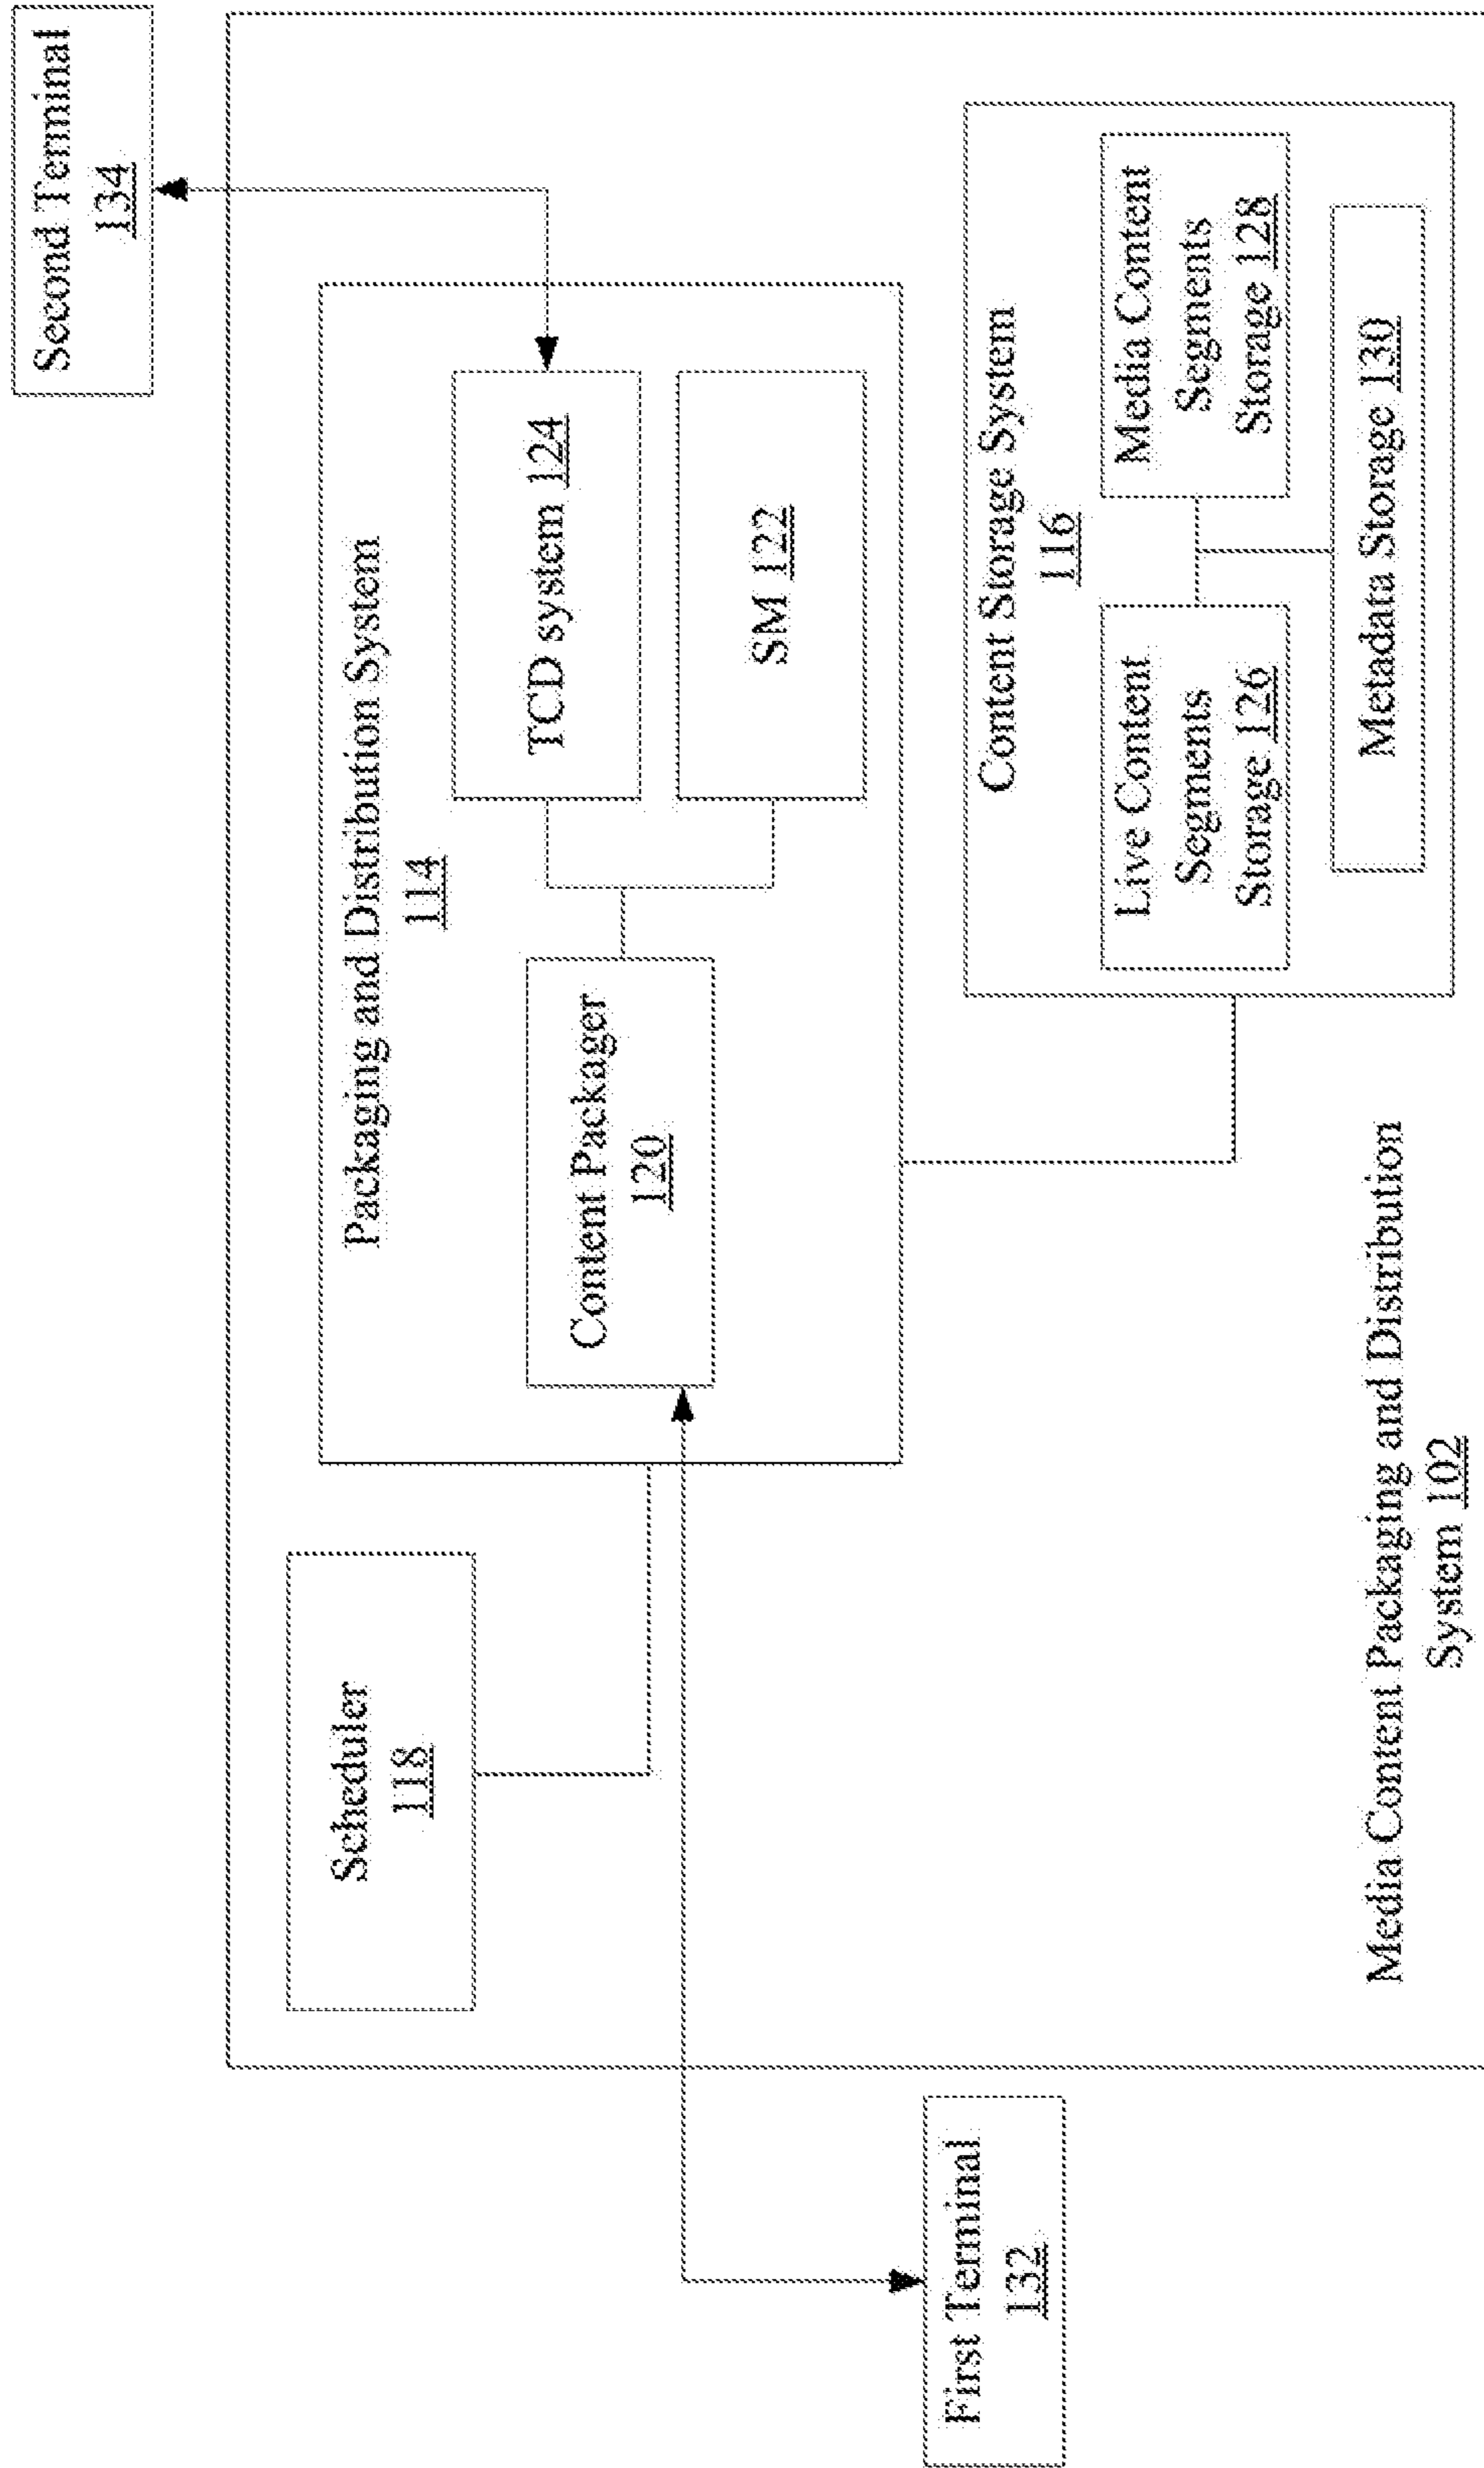 Second Terminal
134
Packaging and Distribution System
114
Scheduler
118
Content Packager
120
TCD system 124
SM 122
Content Storage System
116
Live Content
Segments
Storage 126
Media Content
Segments
Storage 128
Metadata Storage 130
First Terminal
132
Media Content Packaging and Distribution
System 102